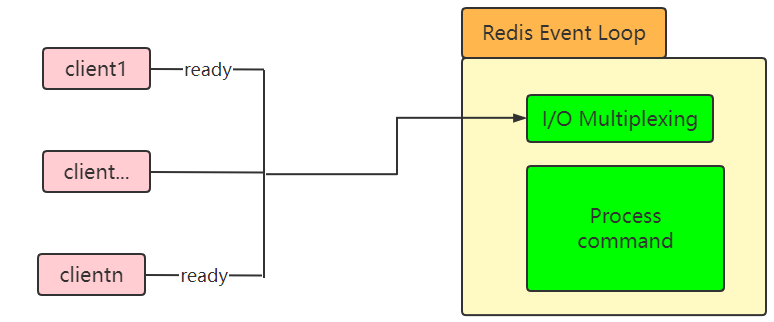 Redis Event Loop
client1
ready
I/O Multiplexing
client...
Process
command
clientn
ready